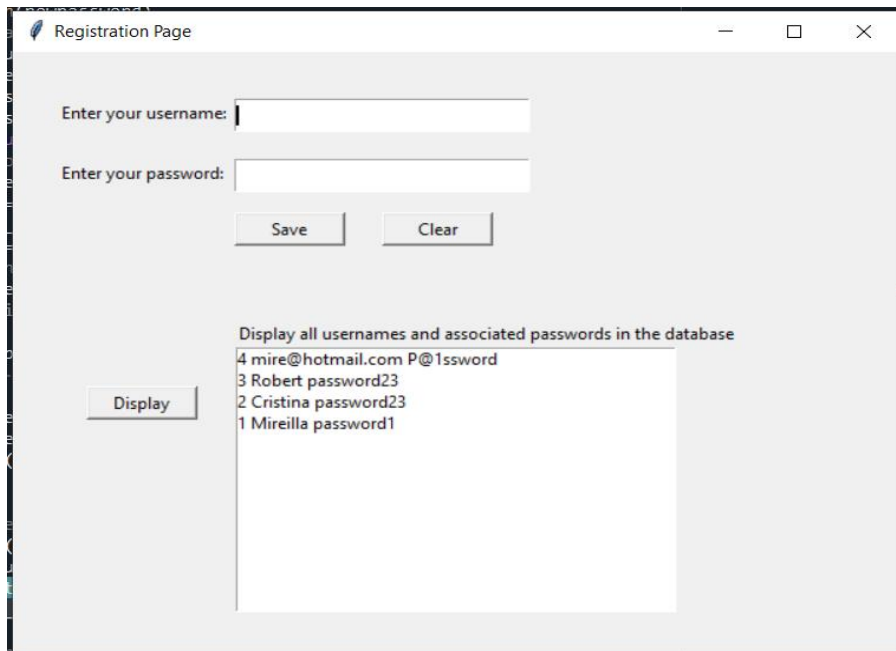 Registration Page
Enter your username:
Enter your password:
Save Clear
Display all usernames and associated passwords in the database
4 mire@hotmail.com P@1ssword
3 Robert password23
Display
2 Cristina password23
1 Mireilla password1